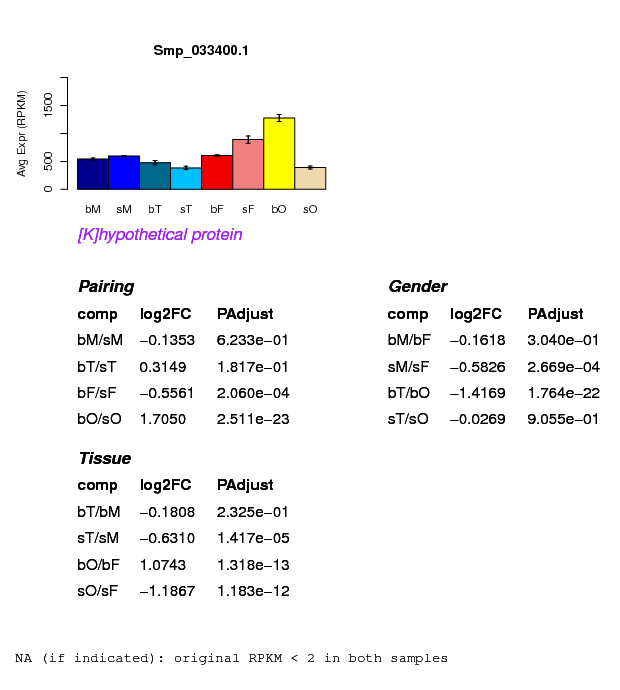 Smp_033400.1
Avg Expr (RPKM)
1500
500
0
bM sM bT sT bF sF bO sO
[K]hypothetical protein
Pairing
comp log2FC PAdjust
bM/sM −0.1353 6.233e−01
bT/sT 0.3149 1.817e−01
bF/sF −0.5561 2.060e−04
bO/sO 1.7050 2.511e−23
Gender
comp log2FC PAdjust
bM/bF −0.1618 3.040e−01
sM/sF −0.5826 2.669e−04
bT/bO −1.4169 1.764e−22
sT/sO −0.0269 9.055e−01
Tissue
comp log2FC PAdjust
bT/bM −0.1808 2.325e−01
sT/sM −0.6310 1.417e−05
bO/bF 1.0743 1.318e−13
sO/sF −1.1867 1.183e−12
NA (if indicated): original RPKM < 2 in both samples